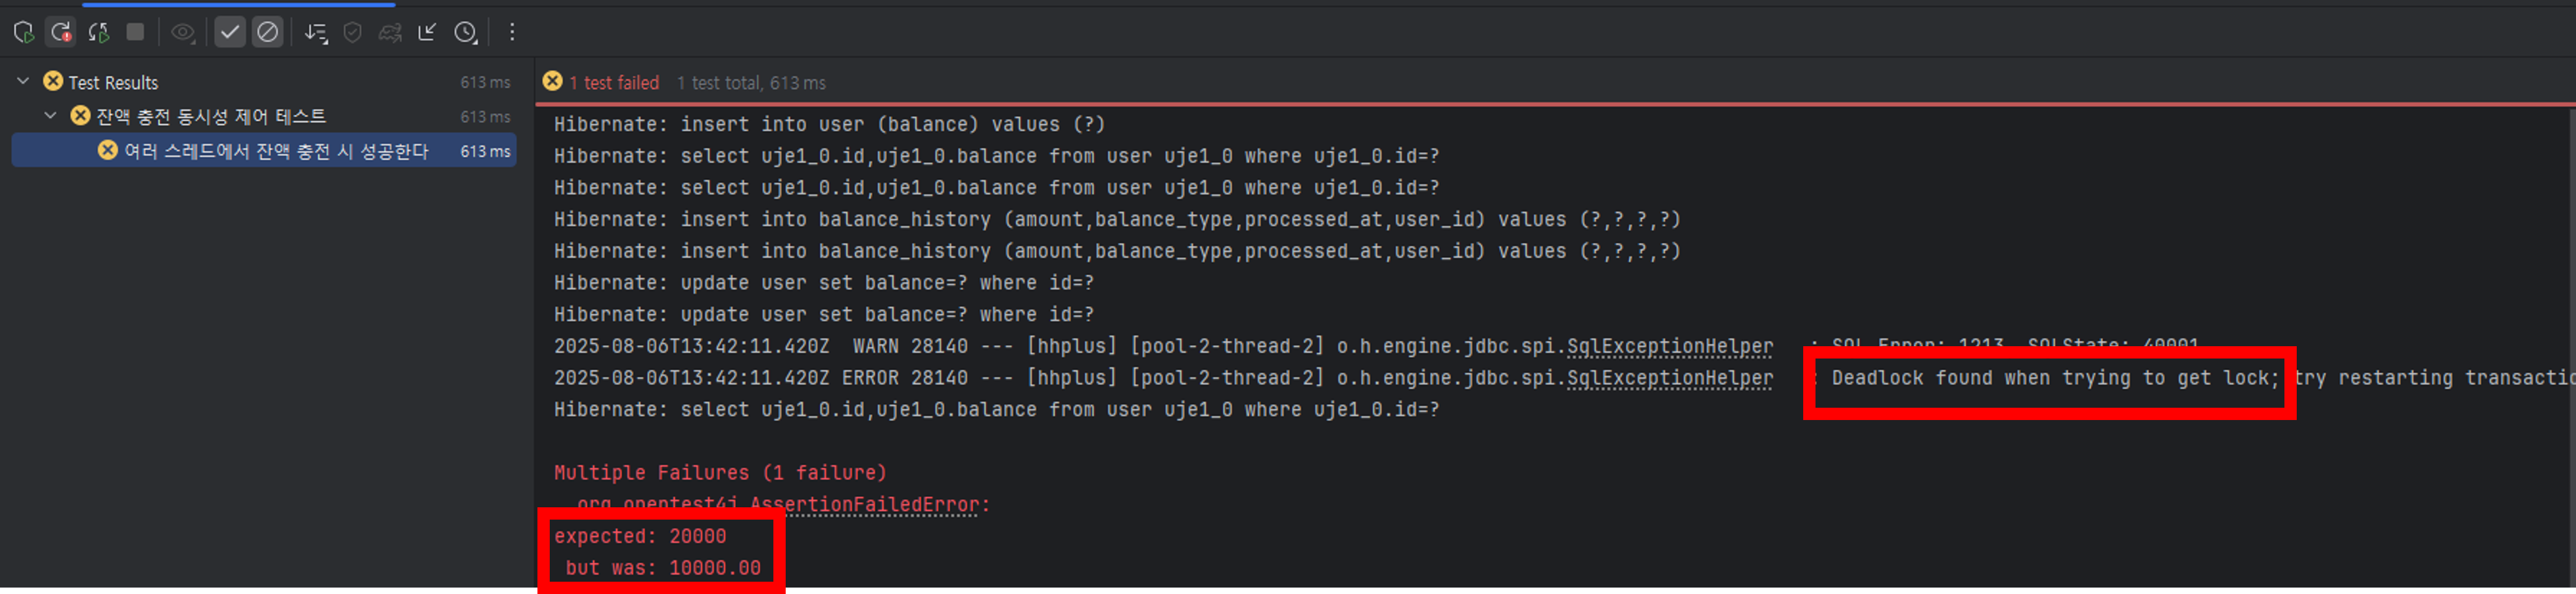 Test Results 613 ms
잔액 충전 동시성 제어 테스트 613 ms
여러 스레드에서 잔액 충전 시 성공한다 613 ms
1 test failed 1 test total, 613 ms
Hibernate: insert into user (balance) values (?)
Hibernate: select uje1_0.id,uje1_0.balance from user uje1_0 where uje1_0.id=?
Hibernate: select uje1_0.id,uje1_0.balance from user uje1_0 where uje1_0.id=?
Hibernate: insert into balance_history (amount,balance_type,processed_at,user_id) values (?,?,?,?)
Hibernate: insert into balance_history (amount,balance_type,processed_at,user_id) values (?,?,?,?)
Hibernate: update user set balance=? where id=?
Hibernate: update user set balance=? where id=?
2025-08-06T13:42:11.420Z  WARN 28140 --- [hhplus] [pool-2-thread-2] o.h.engine.jdbc.spi.SqlExceptionHelper   : SQL Error: 1213, SQLState: 40001
2025-08-06T13:42:11.420Z ERROR 28140 --- [hhplus] [pool-2-thread-2] o.h.engine.jdbc.spi.SqlExceptionHelper   : Deadlock found when trying to get lock; try restarting transactio
Hibernate: select uje1_0.id,uje1_0.balance from user uje1_0 where uje1_0.id=?
Multiple Failures (1 failure)
org.opentest4j.AssertionFailedError:
expected: 20000
but was: 10000.00